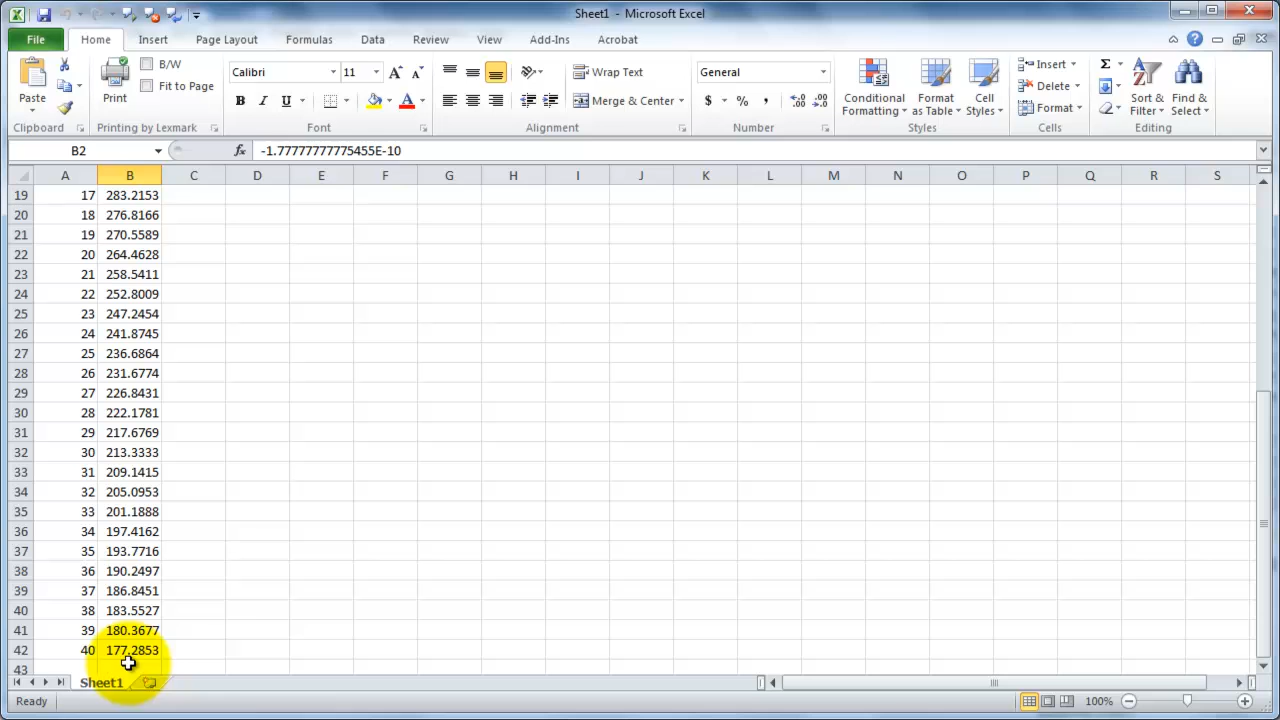 Sheet1 - Microsoft Excel
File Home Insert Page Layout Formulas Data Review View Add-Ins Acrobat
Paste
Clipboard
Print
B/W
Fit to Page
Printing by Lexmark
Calibri 11
B I U
Font
Wrap Text
Merge & Center
Alignment
General
$ % ,
Number
Conditional Formatting
Format as Table
Cell Styles
Styles
Insert
Delete
Format
Cells
Σ
Sort & Filter
Find & Select
Editing
B2 fx -1.77777777775455E-10
A B C D E F G H I J K L M N O P Q R S
19 17 283.2153
20 18 276.8166
21 19 270.5589
22 20 264.4628
23 21 258.5411
24 22 252.8009
25 23 247.2454
26 24 241.8745
27 25 236.6864
28 26 231.6774
29 27 226.8431
30 28 222.1781
31 29 217.6769
32 30 213.3333
33 31 209.1415
34 32 205.0953
35 33 201.1888
36 34 197.4162
37 35 193.7716
38 36 190.2497
39 37 186.8451
40 38 183.5527
41 39 180.3677
42 40 177.2853
43
Sheet1
Ready 100%